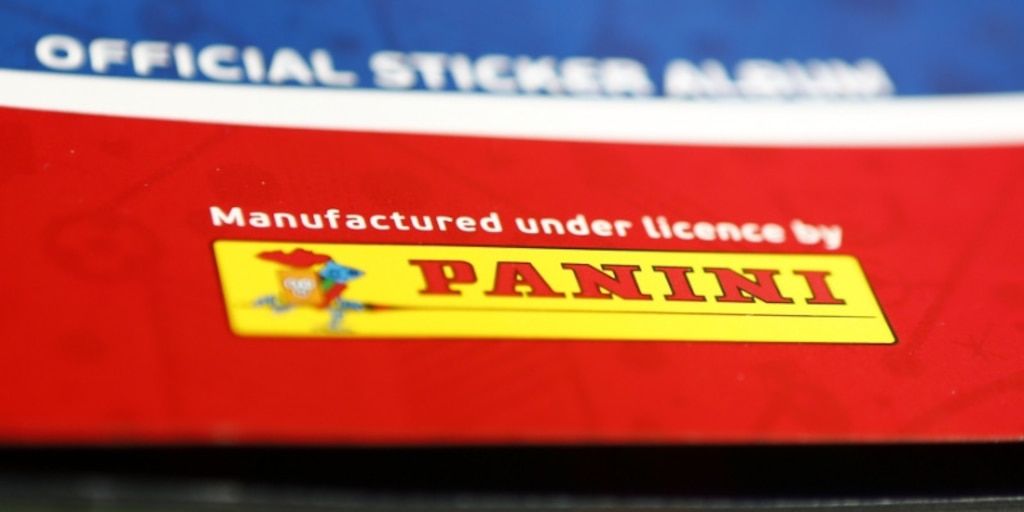 OFFICIAL STICKER ALBUM
Manufactured under licence by
PANINI